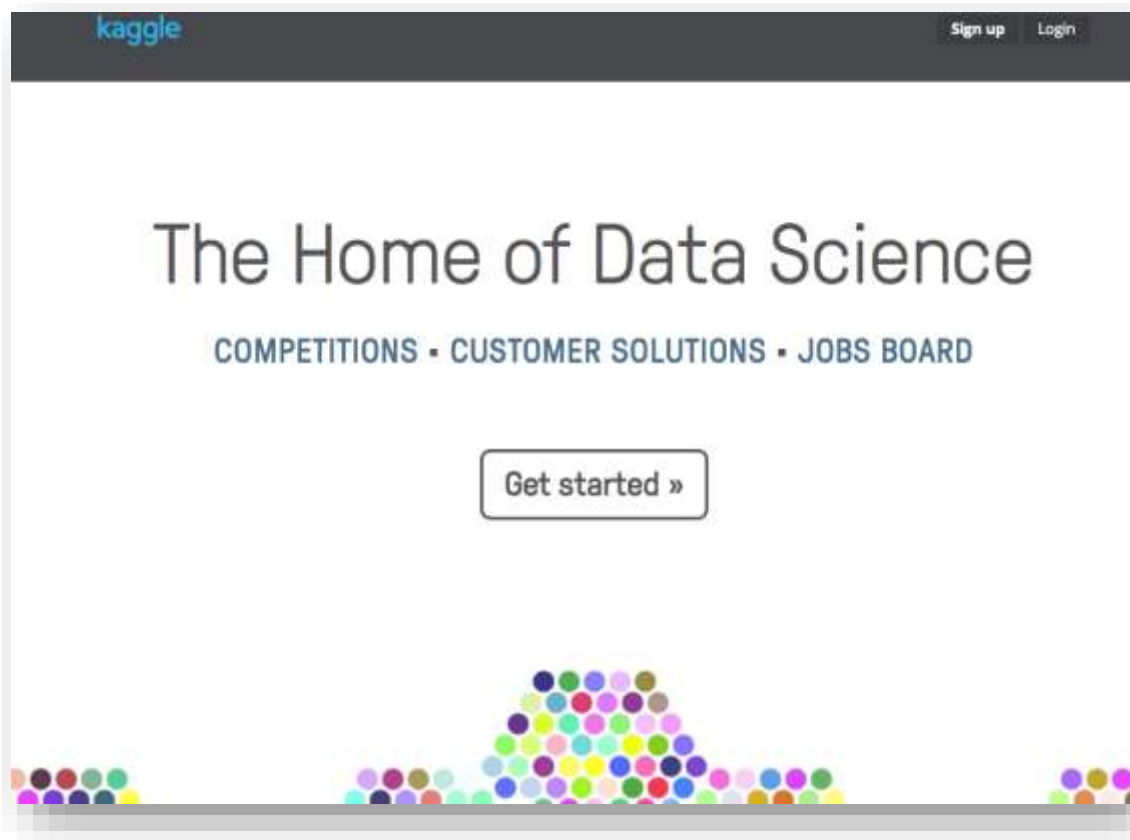 kaggle
Sign up Login
The Home of Data Science
COMPETITIONS ▪ CUSTOMER SOLUTIONS ▪ JOBS BOARD
Get started »